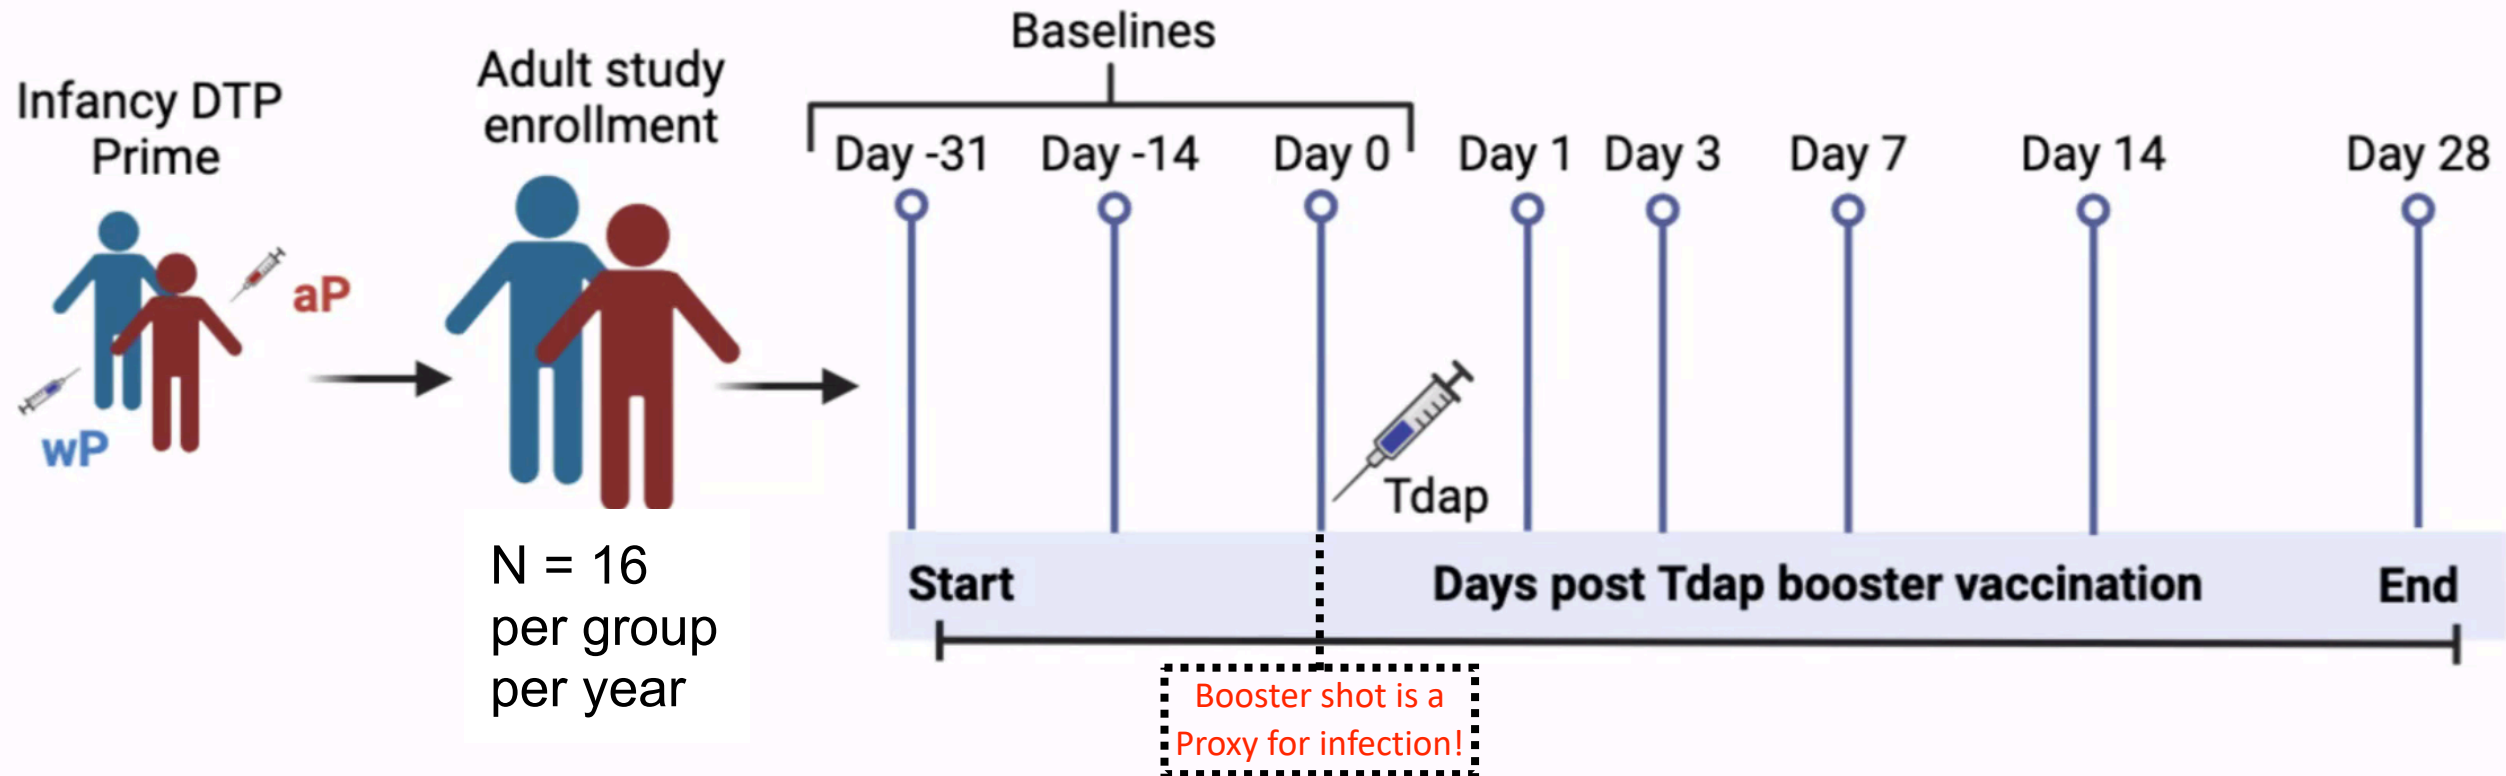 Infancy DTP
Prime
aP
wP
Adult study
enrollment
N = 16
per group
per year
Baselines
Day -31
Day -14
Day 0
Day 1
Day 3
Day 7
Day 14
Day 28
Tdap
Start
Days post Tdap booster vaccination
End
Booster shot is a
Proxy for infection!